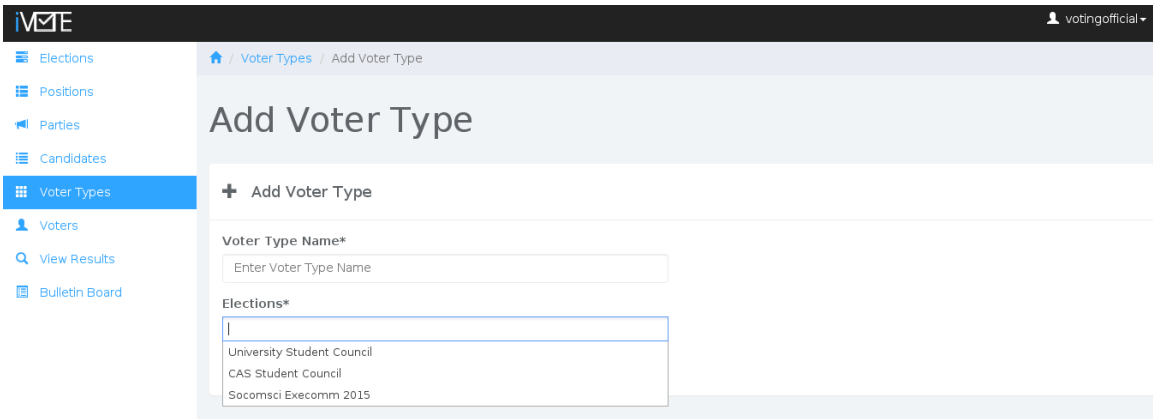 iVOTE
votingofficial
Elections
Positions
Parties
Candidates
Voter Types
Voters
View Results
Bulletin Board
/ Voter Types / Add Voter Type
Add Voter Type
Add Voter Type
Voter Type Name*
Enter Voter Type Name
Elections*
University Student Council
CAS Student Council
Socomsci Execomm 2015